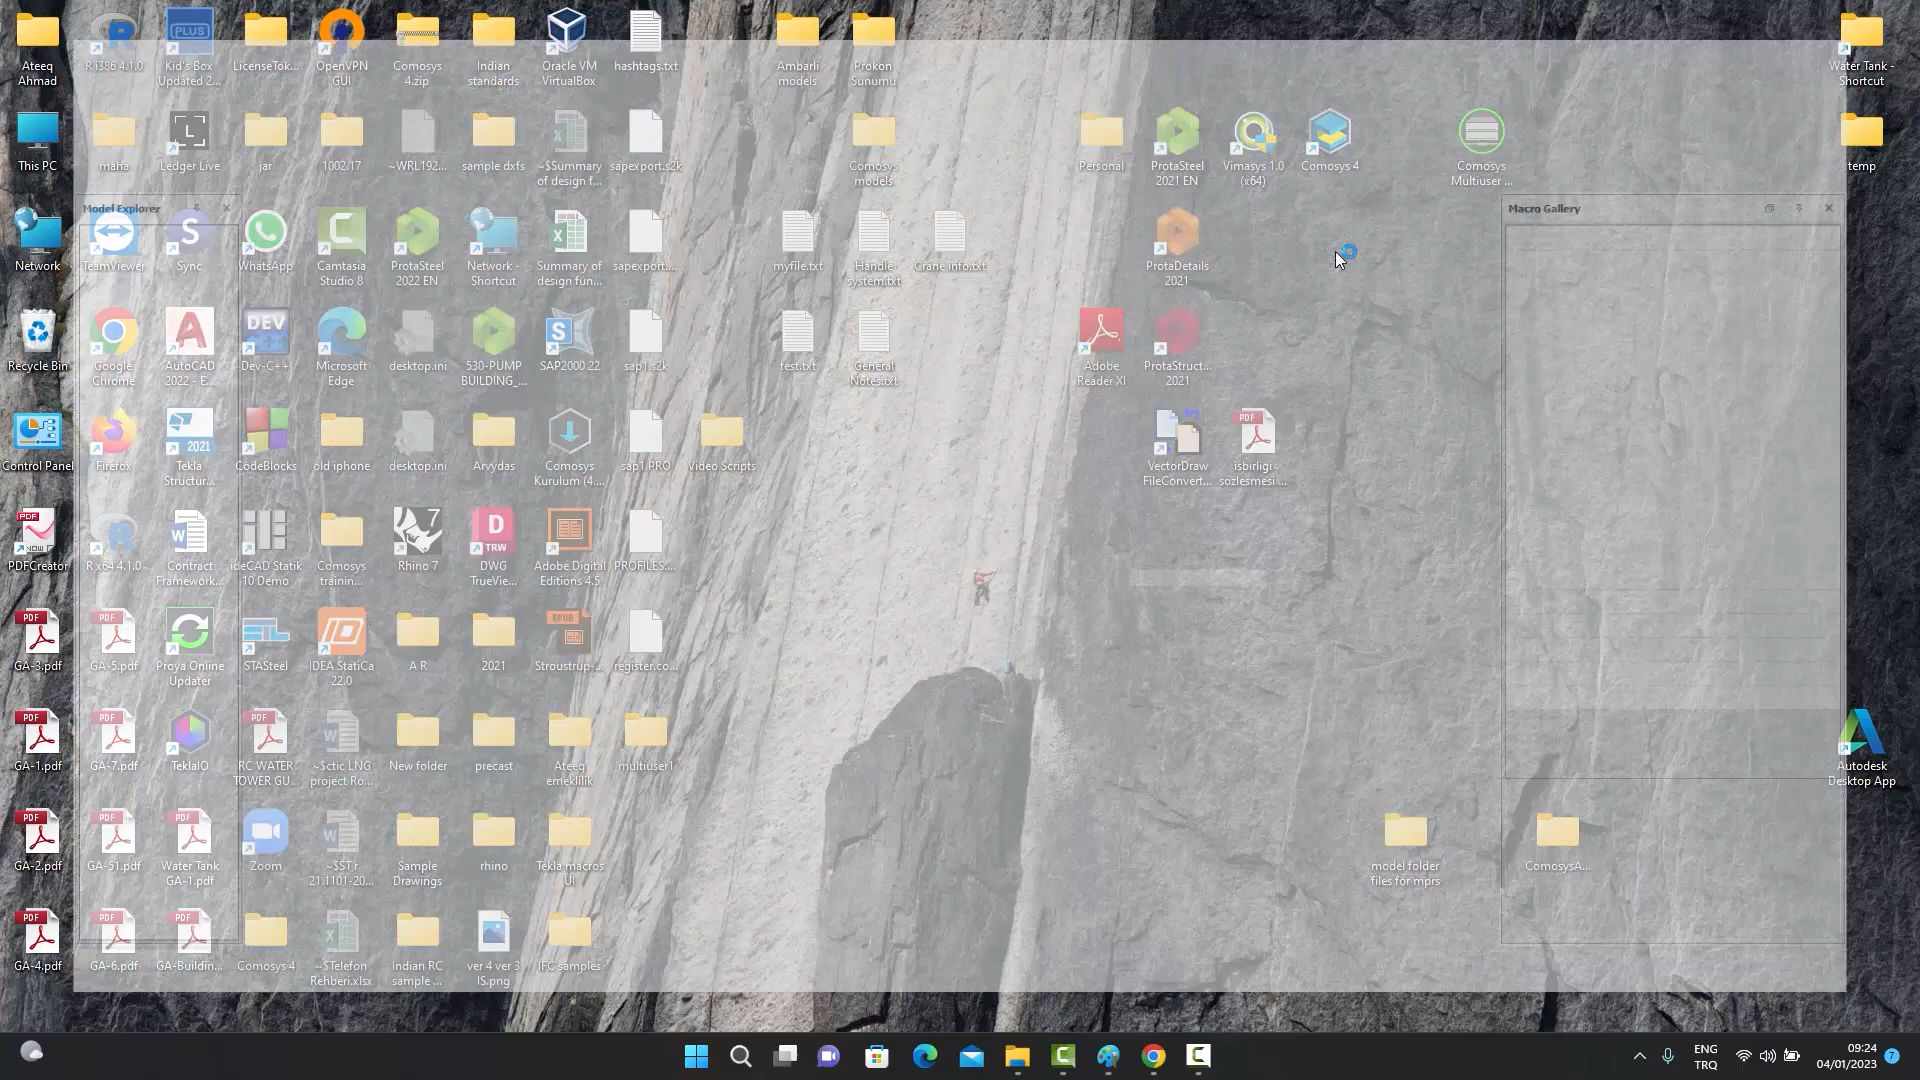 Ateeq
Ahmad
R i386 4.1.0
Kid's Box
Updated 2...
LicenseTok...
OpenVPN
GUI
Comosys
4.zip
Indian
standards
Oracle VM
VirtualBox
hashtags.txt
Ambarli
models
Prokon
Sunumu
Water Tank -
Shortcut
This PC
maha
Ledger Live
jar
1002.17
~WRL192...
sample dxfs
~$Summary
of design f...
sapexport.s2k
Comosys
models
Personal
ProtaSteel
2021 EN
Vimasys 1.0
(x64)
Comosys 4
Comosys
Multiuser ...
temp
Model Explorer
Macro Gallery
Network
TeamViewer
Sync
WhatsApp
Camtasia
Studio 8
ProtaSteel
2022 EN
Network -
Shortcut
Summary of
design fun...
sapexport....
myfile.txt
Handle
system.txt
Crane info.txt
ProtaDetails
2021
Recycle Bin
Google
Chrome
AutoCAD
2022 - E...
Dev-C++
Microsoft
Edge
desktop.ini
530-PUMP
BUILDING_...
SAP2000 22
sap1.s2k
test.txt
General
Notes.txt
Adobe
Reader XI
ProtaStruct...
2021
Control Panel
Firefox
Tekla
Structur...
CodeBlocks
old iphone
desktop.ini
Arvydas
Comosys
Kurulum (4....
sap1.PRO
Video Scripts
VectorDraw
FileConvert...
isbirligi
sozlesmesi ...
PDFCreator
R x64 4.1.0
Contract
Framework...
ideCAD Statik
10 Demo
Comosys
trainin...
Rhino 7
DWG
TrueVie...
Adobe Digital
Editions 4.5
PROFILES....
GA-3.pdf
GA-5.pdf
Proya Online
Updater
STASteel
IDEA StatiCa
22.0
A R
2021
Stroustrup-...
register.co...
GA-1.pdf
GA-7.pdf
TeklaIO
RC WATER
TOWER GU...
~$ctic LNG
project Ro...
New folder
precast
Ateeq
emeklilik
multiuser1
Autodesk
Desktop App
GA-2.pdf
GA-51.pdf
Water Tank
GA-1.pdf
Zoom
~$ST r
21.1101-20...
Sample
Drawings
rhino
Tekla macros
UI
model folder
files for mprs
ComosysA...
GA-4.pdf
GA-6.pdf
GA-Buildin...
Comosys 4
~$Telefon
Rehberi.xlsx
Indian RC
sample ...
ver 4 ver 3
IS.png
IFC samples
ENG
TRQ
09:24
04/01/2023
7